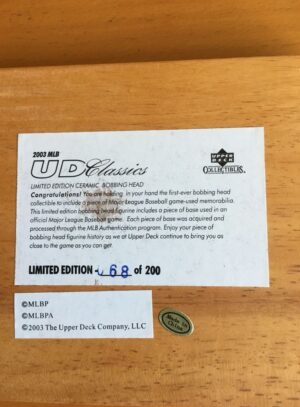 2003 MLB
UD Classics
UPPER DECK
COLLECTIBLES
LIMITED EDITION CERAMIC BOBBING HEAD
Congratulations! You are holding in your hand the first-ever bobbing head
collectible to include a piece of Major League Baseball game-used memorabilia.
This limited edition bobbing head figurine includes a piece of base used in an
official Major League Baseball game. Each piece of base was acquired and
processed through the MLB Authentication program. Enjoy your piece of
bobbing head figurine history as we at Upper Deck continue to bring you as
close to the game as you can get.
LIMITED EDITION - 68 of 200
©MLBP
©MLBPA
©2003 The Upper Deck Company, LLC
Made in
China